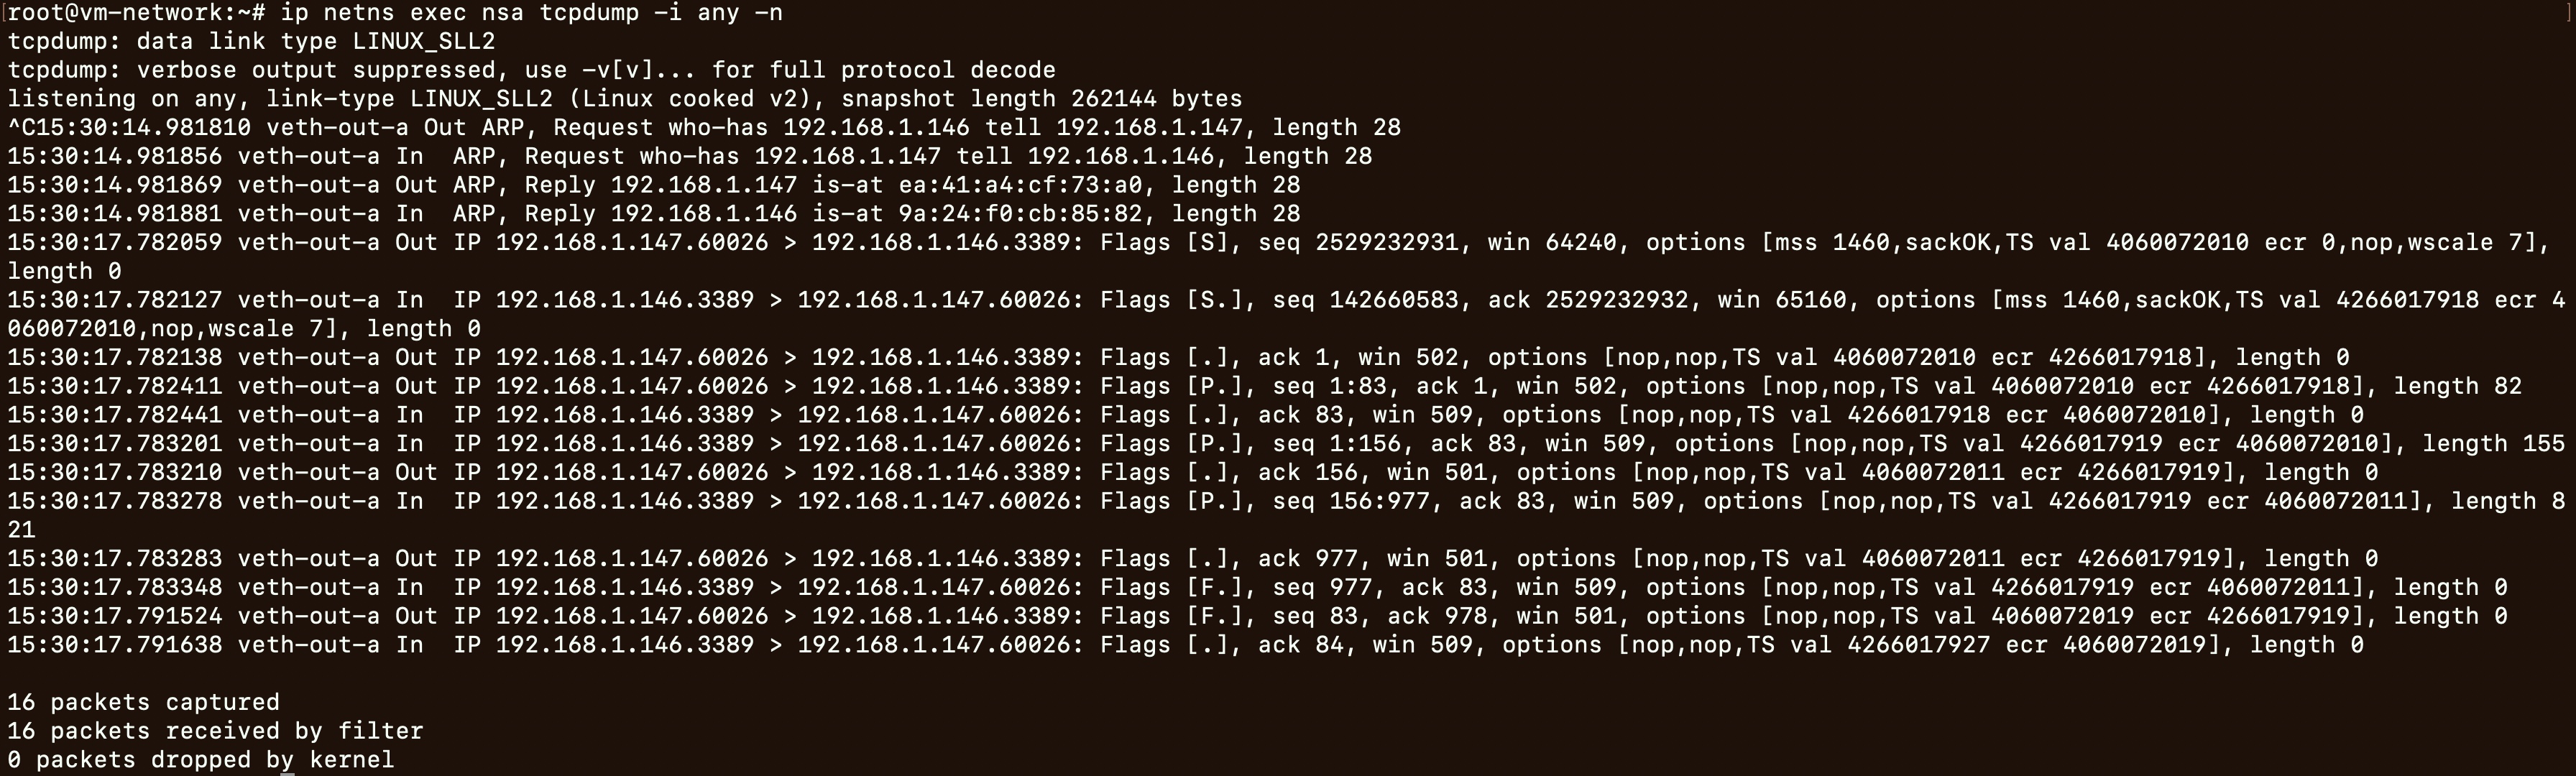 [root@vm-network:~# ip netns exec nsa tcpdump -i any -n ]
tcpdump: data link type LINUX_SLL2
tcpdump: verbose output suppressed, use -v[v]... for full protocol decode
listening on any, link-type LINUX_SLL2 (Linux cooked v2), snapshot length 262144 bytes
^C15:30:14.981810 veth-out-a Out ARP, Request who-has 192.168.1.146 tell 192.168.1.147, length 28
15:30:14.981856 veth-out-a In  ARP, Request who-has 192.168.1.147 tell 192.168.1.146, length 28
15:30:14.981869 veth-out-a Out ARP, Reply 192.168.1.147 is-at ea:41:a4:cf:73:a0, length 28
15:30:14.981881 veth-out-a In  ARP, Reply 192.168.1.146 is-at 9a:24:f0:cb:85:82, length 28
15:30:17.782059 veth-out-a Out IP 192.168.1.147.60026 > 192.168.1.146.3389: Flags [S], seq 2529232931, win 64240, options [mss 1460,sackOK,TS val 4060072010 ecr 0,nop,wscale 7],
length 0
15:30:17.782127 veth-out-a In  IP 192.168.1.146.3389 > 192.168.1.147.60026: Flags [S.], seq 142660583, ack 2529232932, win 65160, options [mss 1460,sackOK,TS val 4266017918 ecr 4
060072010,nop,wscale 7], length 0
15:30:17.782138 veth-out-a Out IP 192.168.1.147.60026 > 192.168.1.146.3389: Flags [.], ack 1, win 502, options [nop,nop,TS val 4060072010 ecr 4266017918], length 0
15:30:17.782411 veth-out-a Out IP 192.168.1.147.60026 > 192.168.1.146.3389: Flags [P.], seq 1:83, ack 1, win 502, options [nop,nop,TS val 4060072010 ecr 4266017918], length 82
15:30:17.782441 veth-out-a In  IP 192.168.1.146.3389 > 192.168.1.147.60026: Flags [.], ack 83, win 509, options [nop,nop,TS val 4266017918 ecr 4060072010], length 0
15:30:17.783201 veth-out-a In  IP 192.168.1.146.3389 > 192.168.1.147.60026: Flags [P.], seq 1:156, ack 83, win 509, options [nop,nop,TS val 4266017919 ecr 4060072010], length 155
15:30:17.783210 veth-out-a Out IP 192.168.1.147.60026 > 192.168.1.146.3389: Flags [.], ack 156, win 501, options [nop,nop,TS val 4060072011 ecr 4266017919], length 0
15:30:17.783278 veth-out-a In  IP 192.168.1.146.3389 > 192.168.1.147.60026: Flags [P.], seq 156:977, ack 83, win 509, options [nop,nop,TS val 4266017919 ecr 4060072011], length 8
21
15:30:17.783283 veth-out-a Out IP 192.168.1.147.60026 > 192.168.1.146.3389: Flags [.], ack 977, win 501, options [nop,nop,TS val 4060072011 ecr 4266017919], length 0
15:30:17.783348 veth-out-a In  IP 192.168.1.146.3389 > 192.168.1.147.60026: Flags [F.], seq 977, ack 83, win 509, options [nop,nop,TS val 4266017919 ecr 4060072011], length 0
15:30:17.791524 veth-out-a Out IP 192.168.1.147.60026 > 192.168.1.146.3389: Flags [F.], seq 83, ack 978, win 501, options [nop,nop,TS val 4060072019 ecr 4266017919], length 0
15:30:17.791638 veth-out-a In  IP 192.168.1.146.3389 > 192.168.1.147.60026: Flags [.], ack 84, win 509, options [nop,nop,TS val 4266017927 ecr 4060072019], length 0
16 packets captured
16 packets received by filter
0 packets dropped by kernel